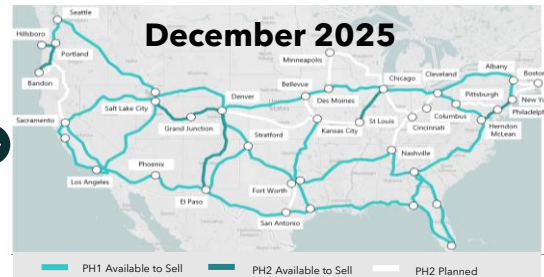 December 2025
Seattle
Hillsboro
Portland
Bandon
Sacramento
Salt Lake City
Grand Junction
Los Angeles
Phoenix
El Paso
Denver
Stratford
Fort Worth
San Antonio
Minneapolis
Bellevue
Des Moines
Kansas City
Chicago
St Louis
Cincinnati
Columbus
Cleveland
Pittsburgh
Albany
Boston
New Yo
Philadelph
Herndon
McLean
Nashville
PH1 Available to Sell
PH2 Available to Sell
PH2 Planned